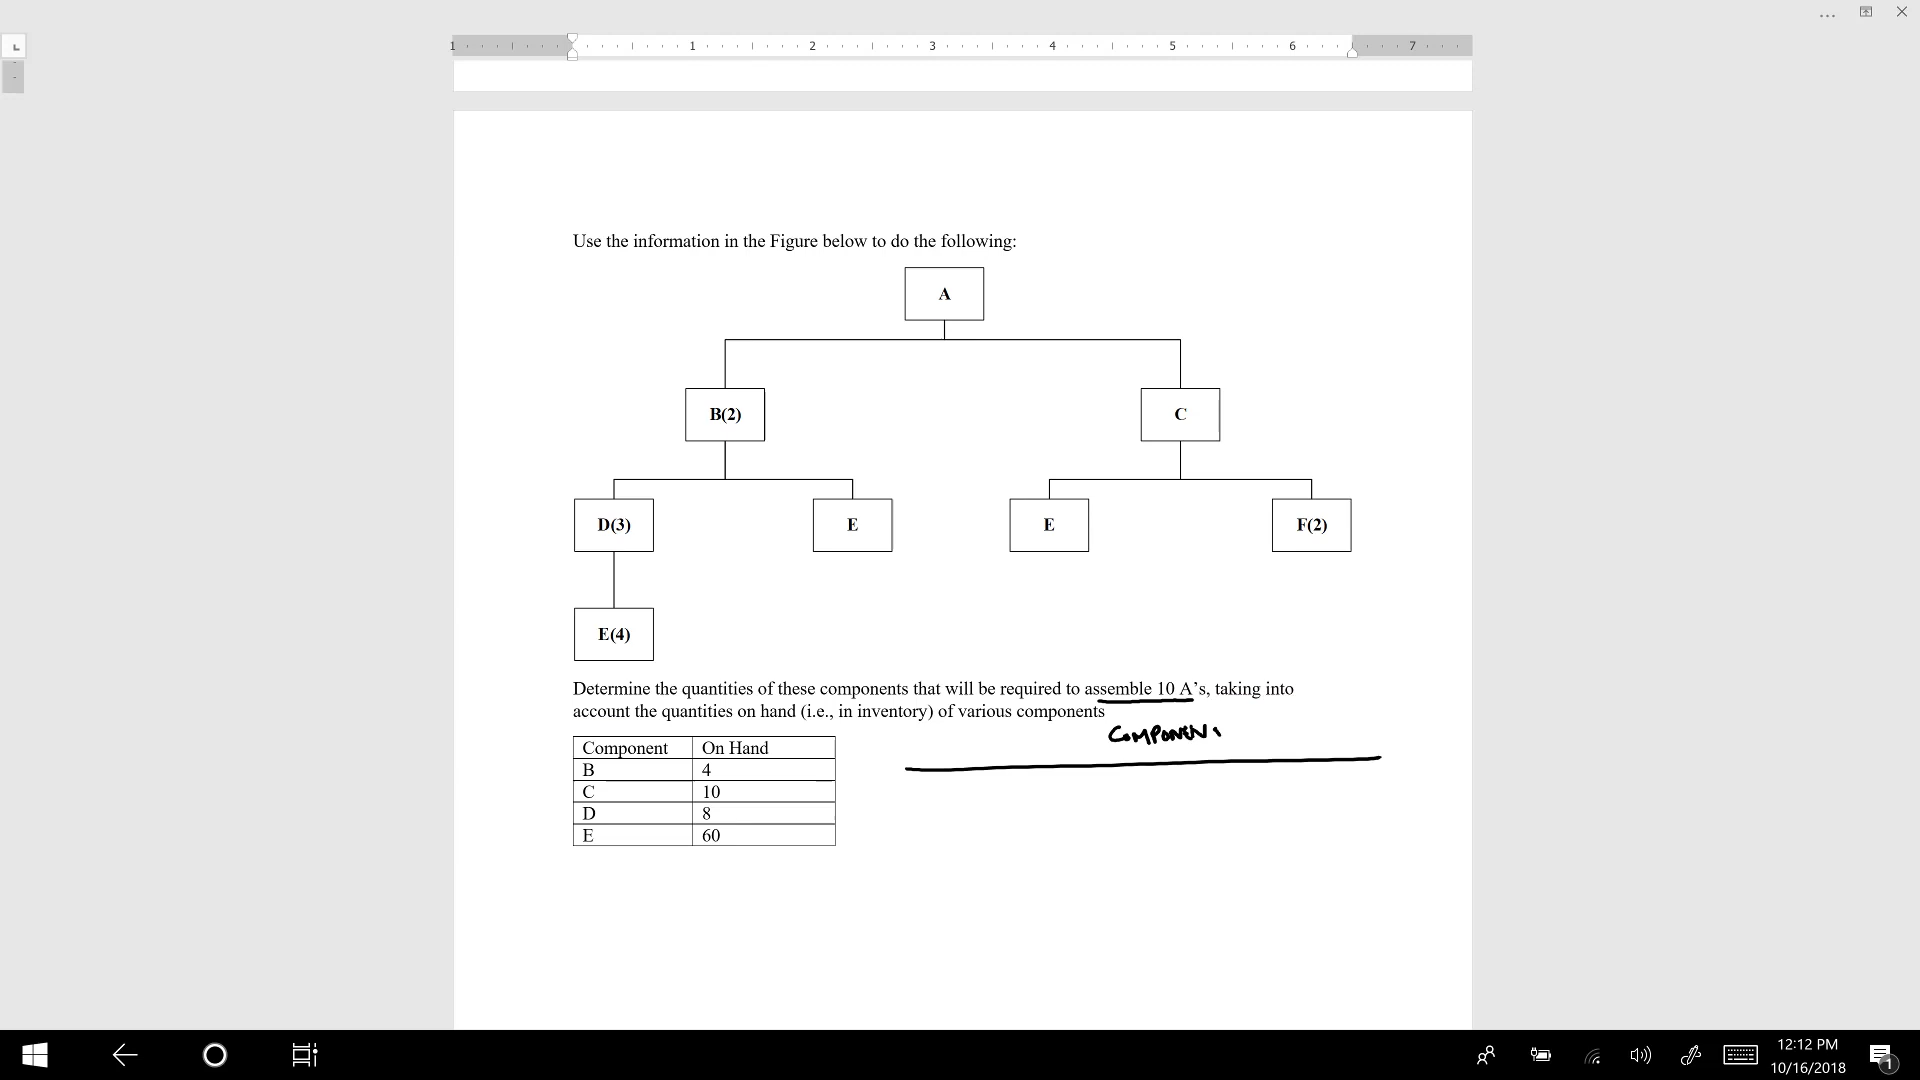 ...
1 1 2 3 4 5 6 7
Use the information in the Figure below to do the following:
A
B(2) C
D(3) E E F(2)
E(4)
Determine the quantities of these components that will be required to assemble 10 A's, taking into
account the quantities on hand (i.e., in inventory) of various components
Component On Hand
B 4
C 10
D 8
E 60
12:12 PM
10/16/2018
1